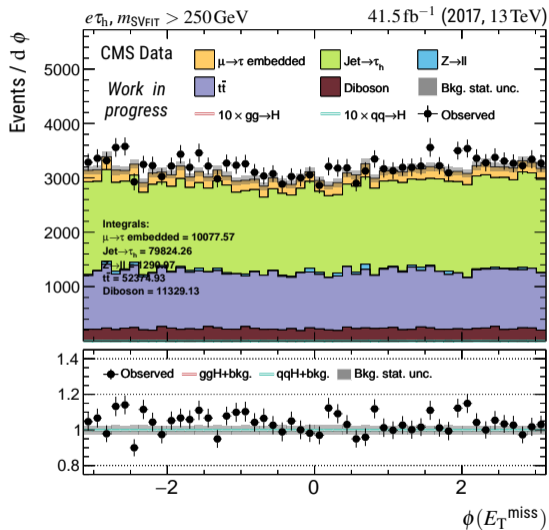 eτh, mSVFIT > 250 GeV 41.5 fb⁻¹ (2017, 13 TeV)
Events / d ϕ
CMS Data
Work in
progress
μ→τ embedded Jet→τh Z→ll
tt̄ Diboson Bkg. stat. unc.
10 × gg→H 10 × qq→H Observed
5000
4000
3000
2000
1000
Integrals:
μ→τ embedded = 10077.57
Jet→τh = 79824.26
Z→ll = 1290.97
tt̄ = 52374.93
Diboson = 11329.13
Observed ggH+bkg. qqH+bkg. Bkg. stat. unc.
1.4
1.2
1.0
0.8
−2 0 2
ϕ(ETmiss)